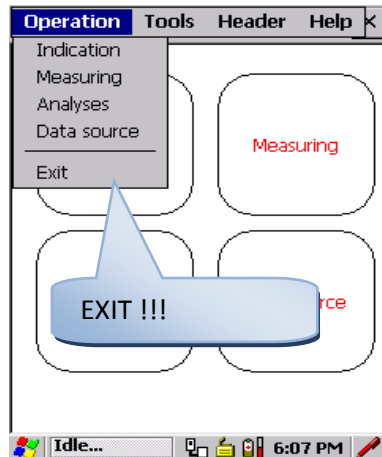 Operation Tools Header Help ×
Indication
Measuring
Analyses
Data source
Exit
Measuring
EXIT !!!
rce
Idle... 6:07 PM